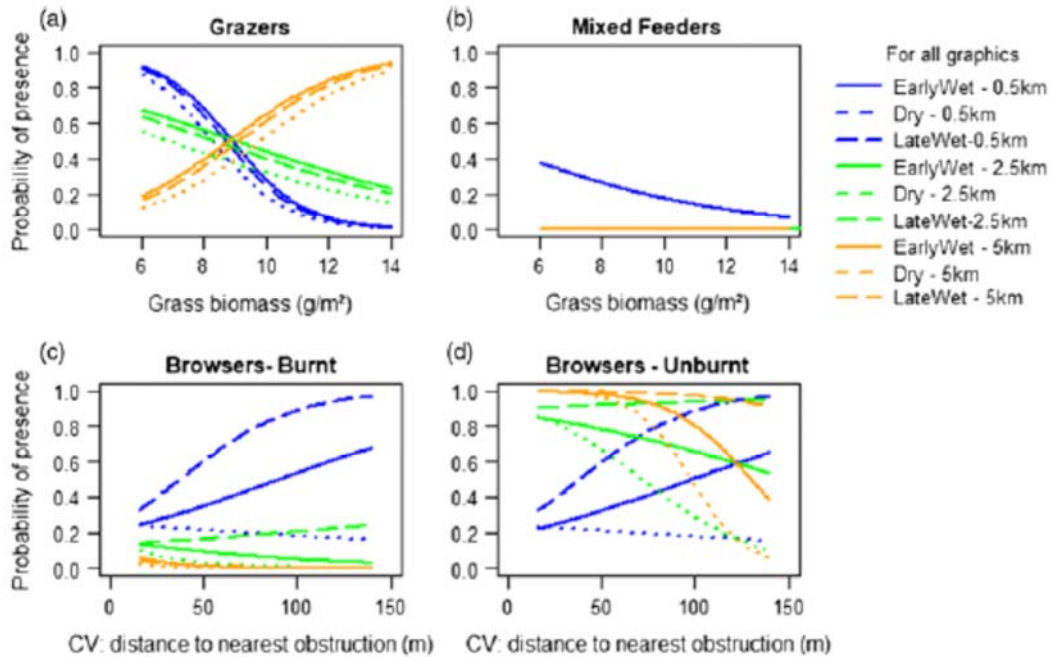 (a)
Grazers
Probability of presence
1.0
0.8
0.6
0.4
0.2
0.0
6
8
10
12
14
Grass biomass (g/m²)
(b)
Mixed Feeders
1.0
0.8
0.6
0.4
0.2
0.0
6
8
10
12
14
Grass biomass (g/m²)
For all graphics
EarlyWet - 0.5km
Dry - 0.5km
LateWet-0.5km
EarlyWet - 2.5km
Dry - 2.5km
LateWet-2.5km
EarlyWet - 5km
Dry - 5km
LateWet - 5km
(c)
Browsers- Burnt
Probability of presence
1.0
0.8
0.6
0.4
0.2
0.0
0
50
100
150
CV: distance to nearest obstruction (m)
(d)
Browsers - Unburnt
1.0
0.8
0.6
0.4
0.2
0.0
0
50
100
150
CV: distance to nearest obstruction (m)